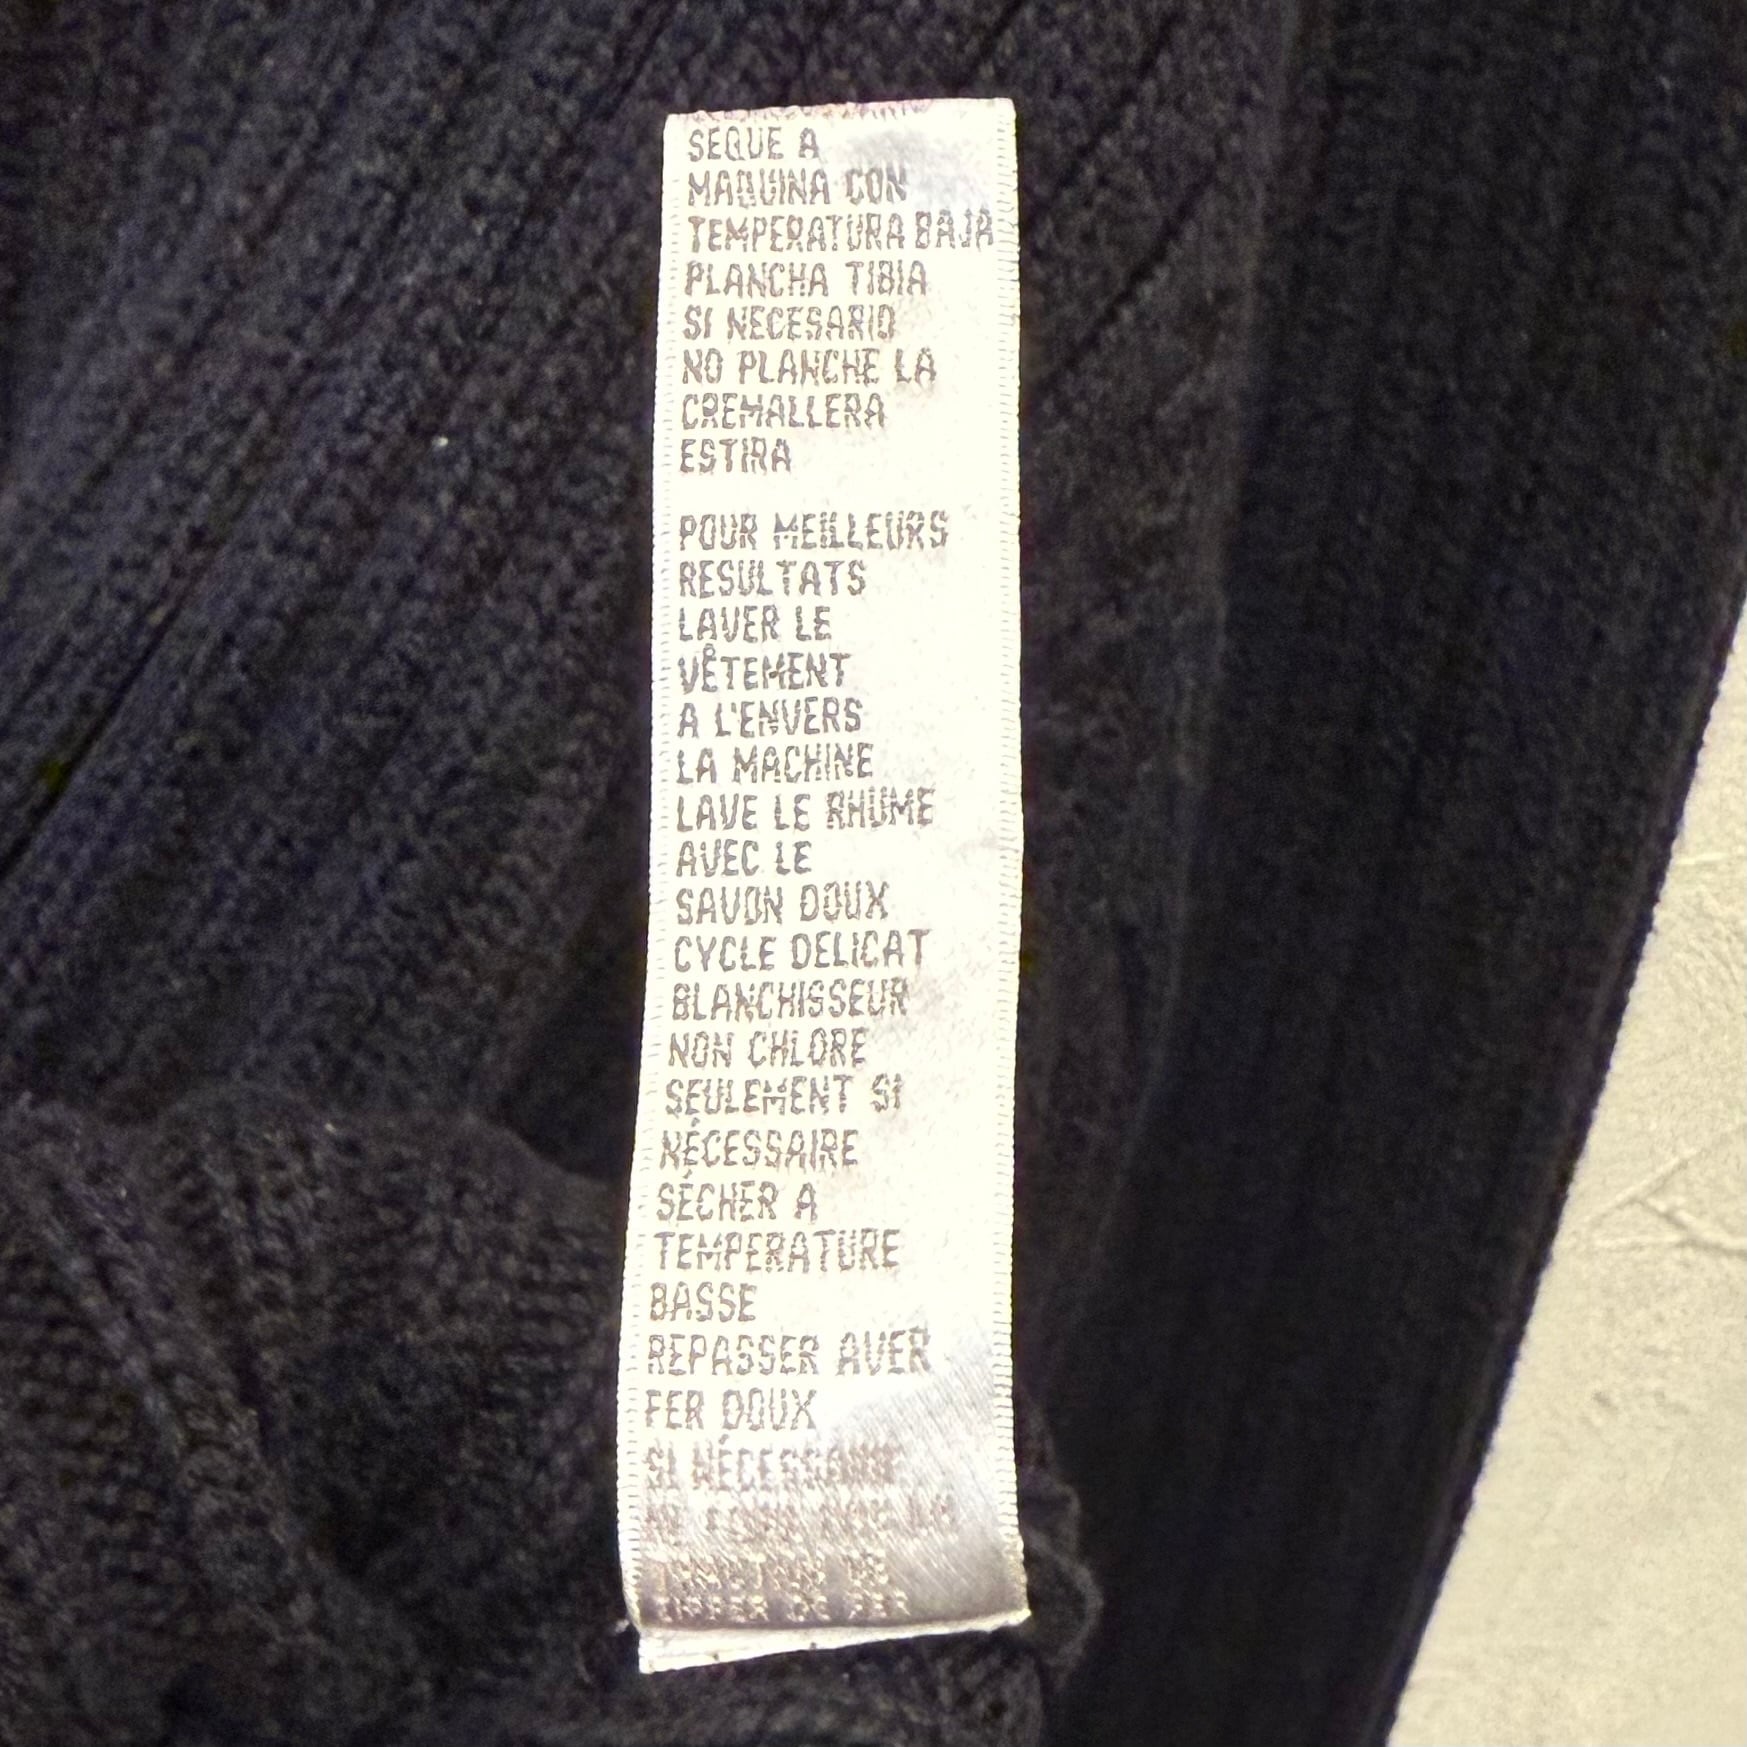 SEQUE A
MAQUINA CON
TEMPERATURA BAJA
PLANCHA TIBIA
SI NECESARIO
NO PLANCHE LA
CREMALLERA
ESTIRA
POUR MEILLEURS
RESULTATS
LAVER LE
VÊTEMENT
A L'ENVERS
LA MACHINE
LAVE LE RHUME
AVEC LE
SAVON DOUX
CYCLE DELICAT
BLANCHISSEUR
NON CHLORE
SEULEMENT SI
NÉCESSAIRE
SÉCHER A
TEMPERATURE
BASSE
REPASSER AVER
FER DOUX
SI NÉCESSAIRE